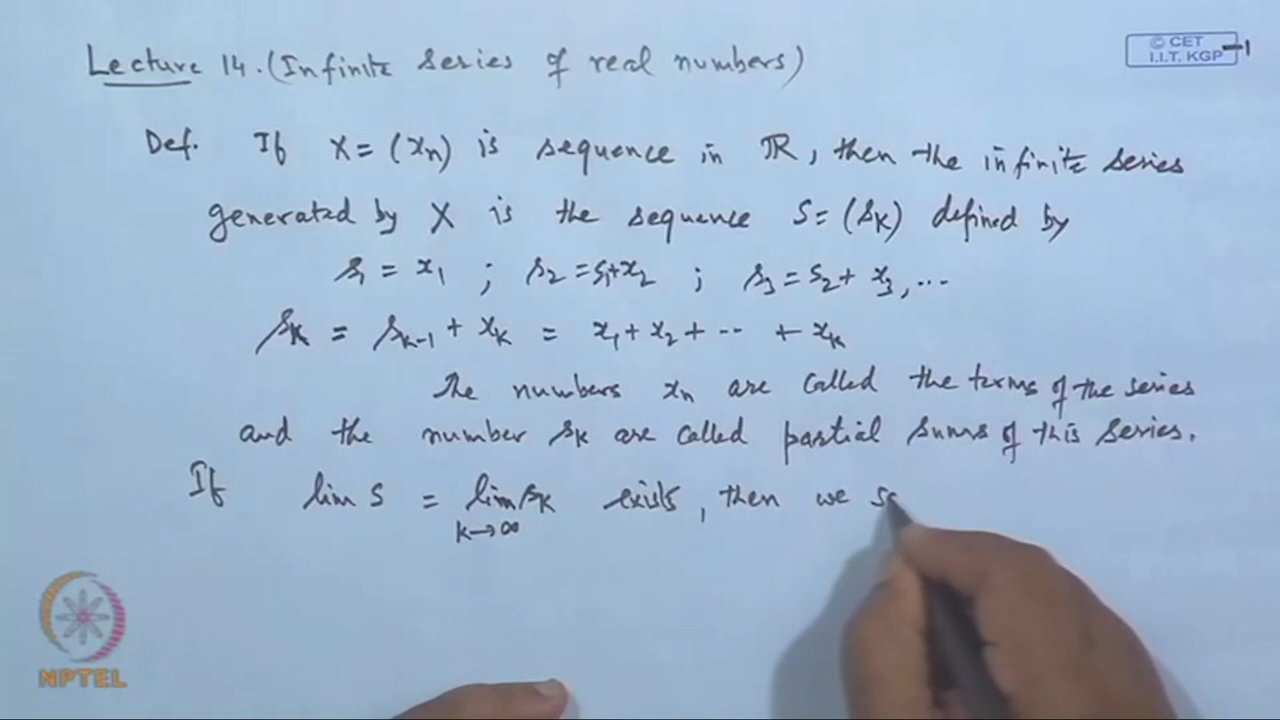 Lecture 14. (Infinite series of real numbers)
© CET
I.I.T. KGP
-1
Def. If X = (xn) is sequence in ℝ, then the infinite series
generated by X is the sequence S = (sk) defined by
s1 = x1 ; s2 = s1+x2 ; s3 = s2 + x3, ...
sk = sk-1 + xk = x1 + x2 + -- + xk
The numbers xn are called the terms of the series
and the number sk are called partial sums of this series.
If lim S = lim sk exists, then we sa
k→∞
NPTEL